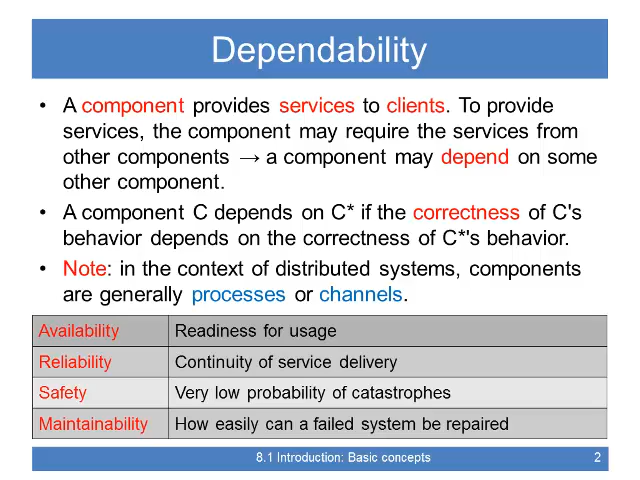 Dependability
• A component provides services to clients. To provide
services, the component may require the services from
other components → a component may depend on some
other component.
• A component C depends on C* if the correctness of C's
behavior depends on the correctness of C*'s behavior.
• Note: in the context of distributed systems, components
are generally processes or channels.
Availability Readiness for usage
Reliability Continuity of service delivery
Safety Very low probability of catastrophes
Maintainability How easily can a failed system be repaired
8.1 Introduction: Basic concepts 2